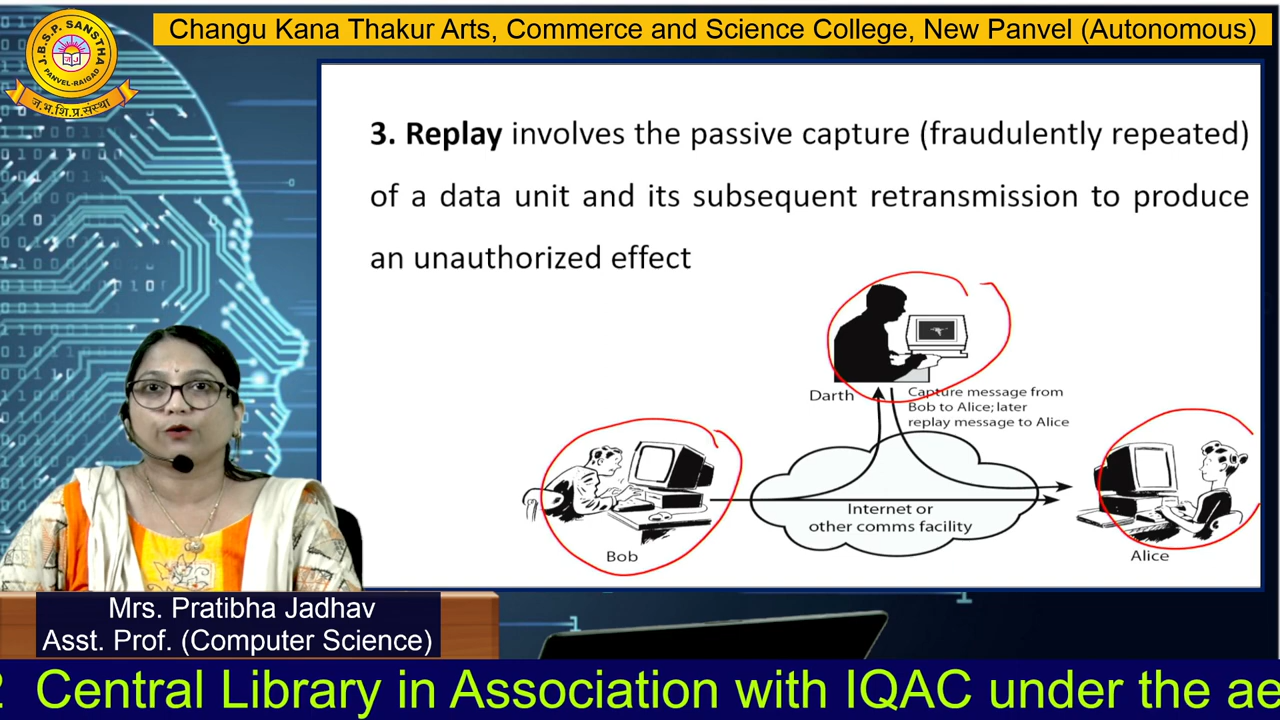 Changu Kana Thakur Arts, Commerce and Science College, New Panvel (Autonomous)
J.B.S.P. SANSTHA
PANVEL-RAIGAD
ज.भ.शि.प्र.संस्था
3. Replay involves the passive capture (fraudulently repeated)
of a data unit and its subsequent retransmission to produce
an unauthorized effect
Darth
Capture message from
Bob to Alice; later
replay message to Alice
Internet or
other comms facility
Bob
Alice
Mrs. Pratibha Jadhav
Asst. Prof. (Computer Science)
Central Library in Association with IQAC under the ae